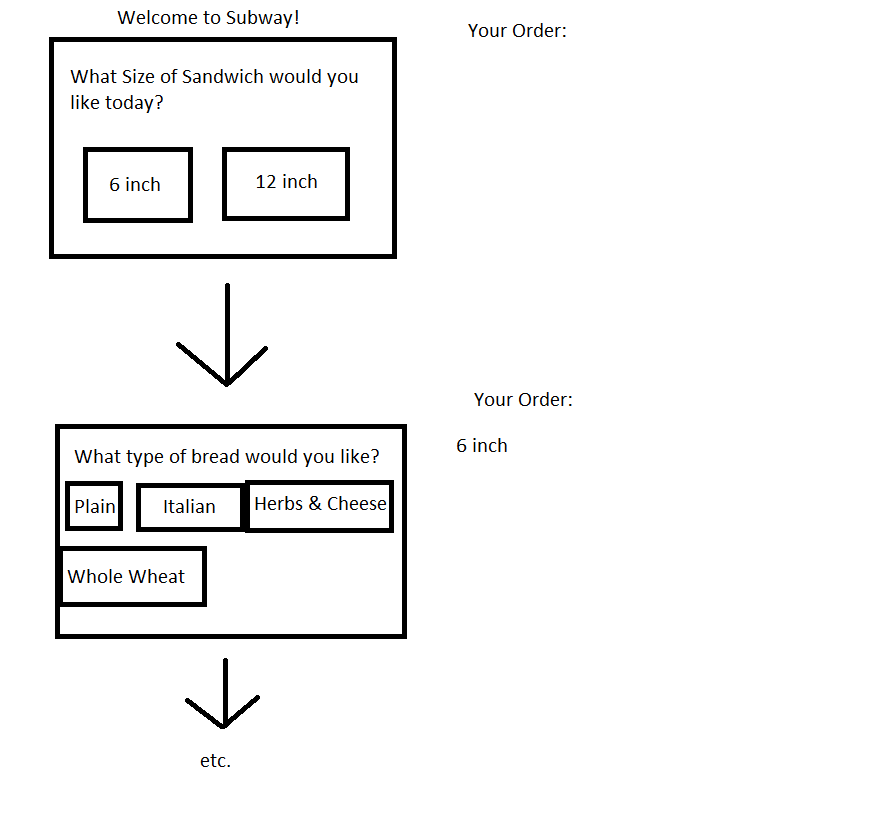 Welcome to Subway!
Your Order:
What Size of Sandwich would you
like today?
6 inch
12 inch
Your Order:
6 inch
What type of bread would you like?
Plain
Italian
Herbs & Cheese
Whole Wheat
etc.